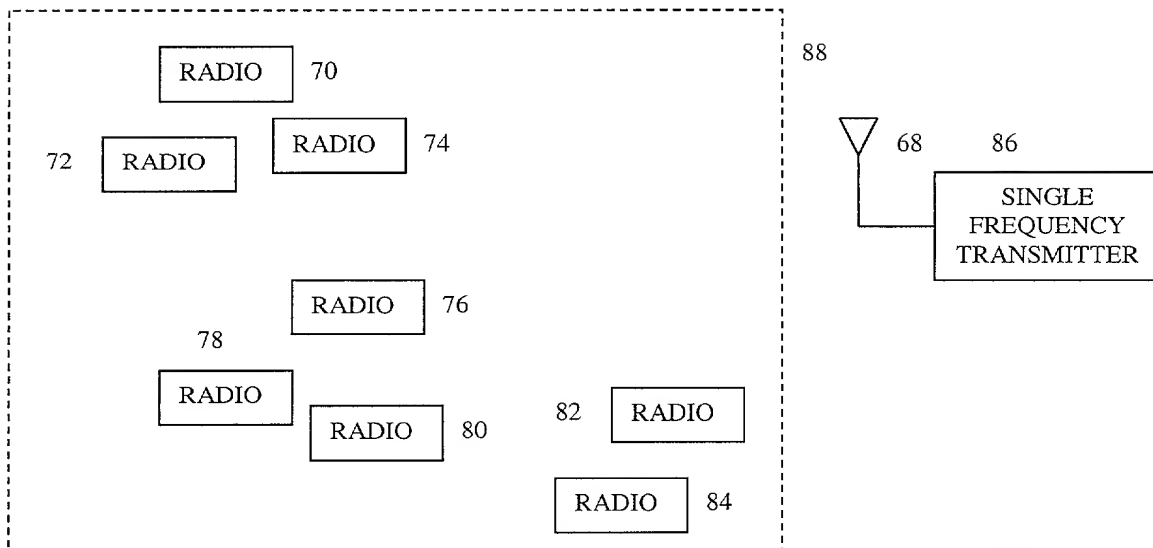 RADIO 70
88
72 RADIO
RADIO 74
68
86
SINGLE
FREQUENCY
TRANSMITTER
RADIO 76
78
RADIO
RADIO 80
82 RADIO
RADIO 84